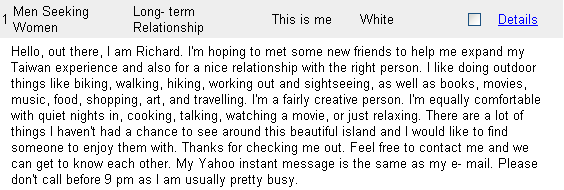 1 Men Seeking Women Long- term Relationship This is me White Details
Hello, out there, I am Richard. I'm hoping to met some new friends to help me expand my
Taiwan experience and also for a nice relationship with the right person. I like doing outdoor
things like biking, walking, hiking, working out and sightseeing, as well as books, movies,
music, food, shopping, art, and travelling. I'm a fairly creative person. I'm equally comfortable
with quiet nights in, cooking, talking, watching a movie, or just relaxing. There are a lot of
things I haven't had a chance to see around this beautiful island and I would like to find
someone to enjoy them with. Thanks for checking me out. Feel free to contact me and we
can get to know each other. My Yahoo instant message is the same as my e- mail. Please
don't call before 9 pm as I am usually pretty busy.